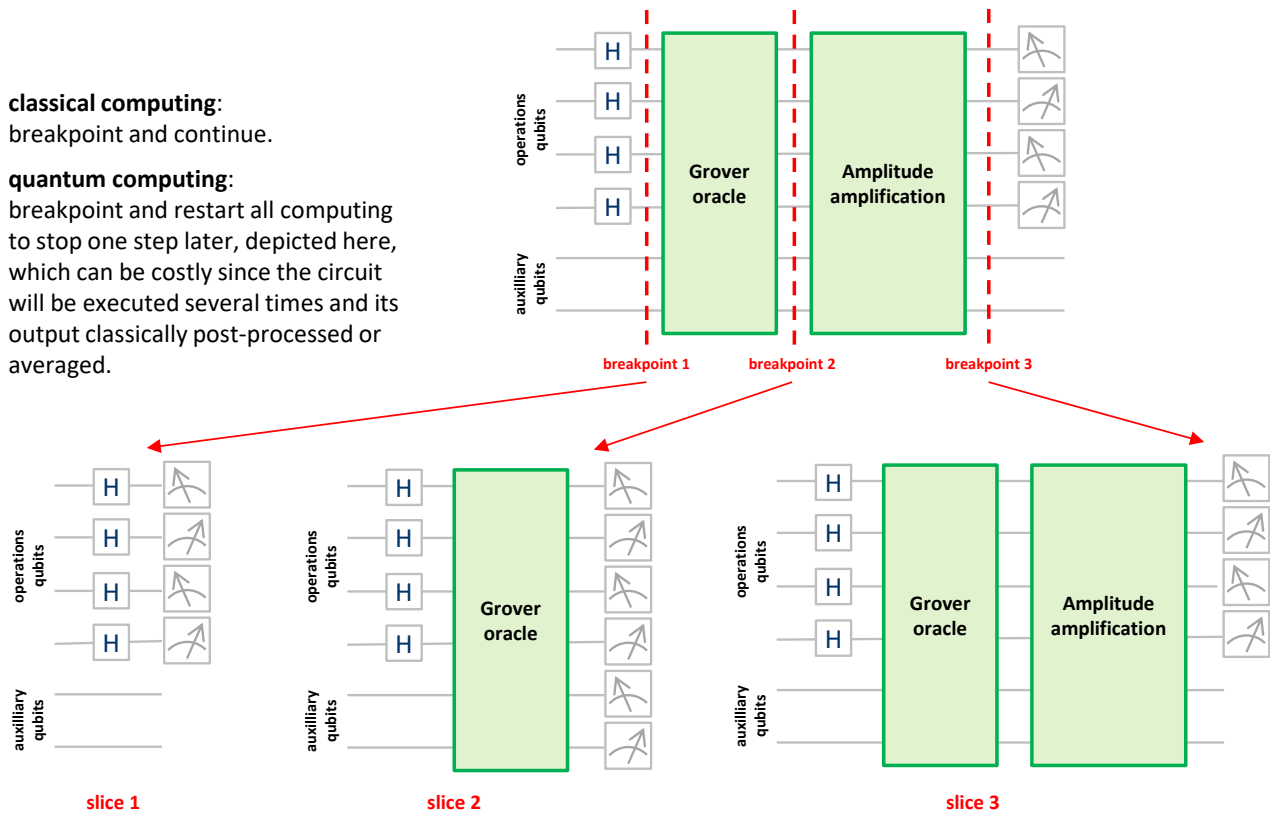 classical computing:
breakpoint and continue.
quantum computing:
breakpoint and restart all computing
to stop one step later, depicted here,
which can be costly since the circuit
will be executed several times and its
output classically post-processed or
averaged.
operations
qubits
auxilliary
qubits
H
H
H
H
Grover
oracle
Amplitude
amplification
breakpoint 1
breakpoint 2
breakpoint 3
operations
qubits
auxilliary
qubits
H
H
H
H
slice 1
operations
qubits
auxilliary
qubits
H
H
H
H
Grover
oracle
slice 2
operations
qubits
auxilliary
qubits
H
H
H
H
Grover
oracle
Amplitude
amplification
slice 3